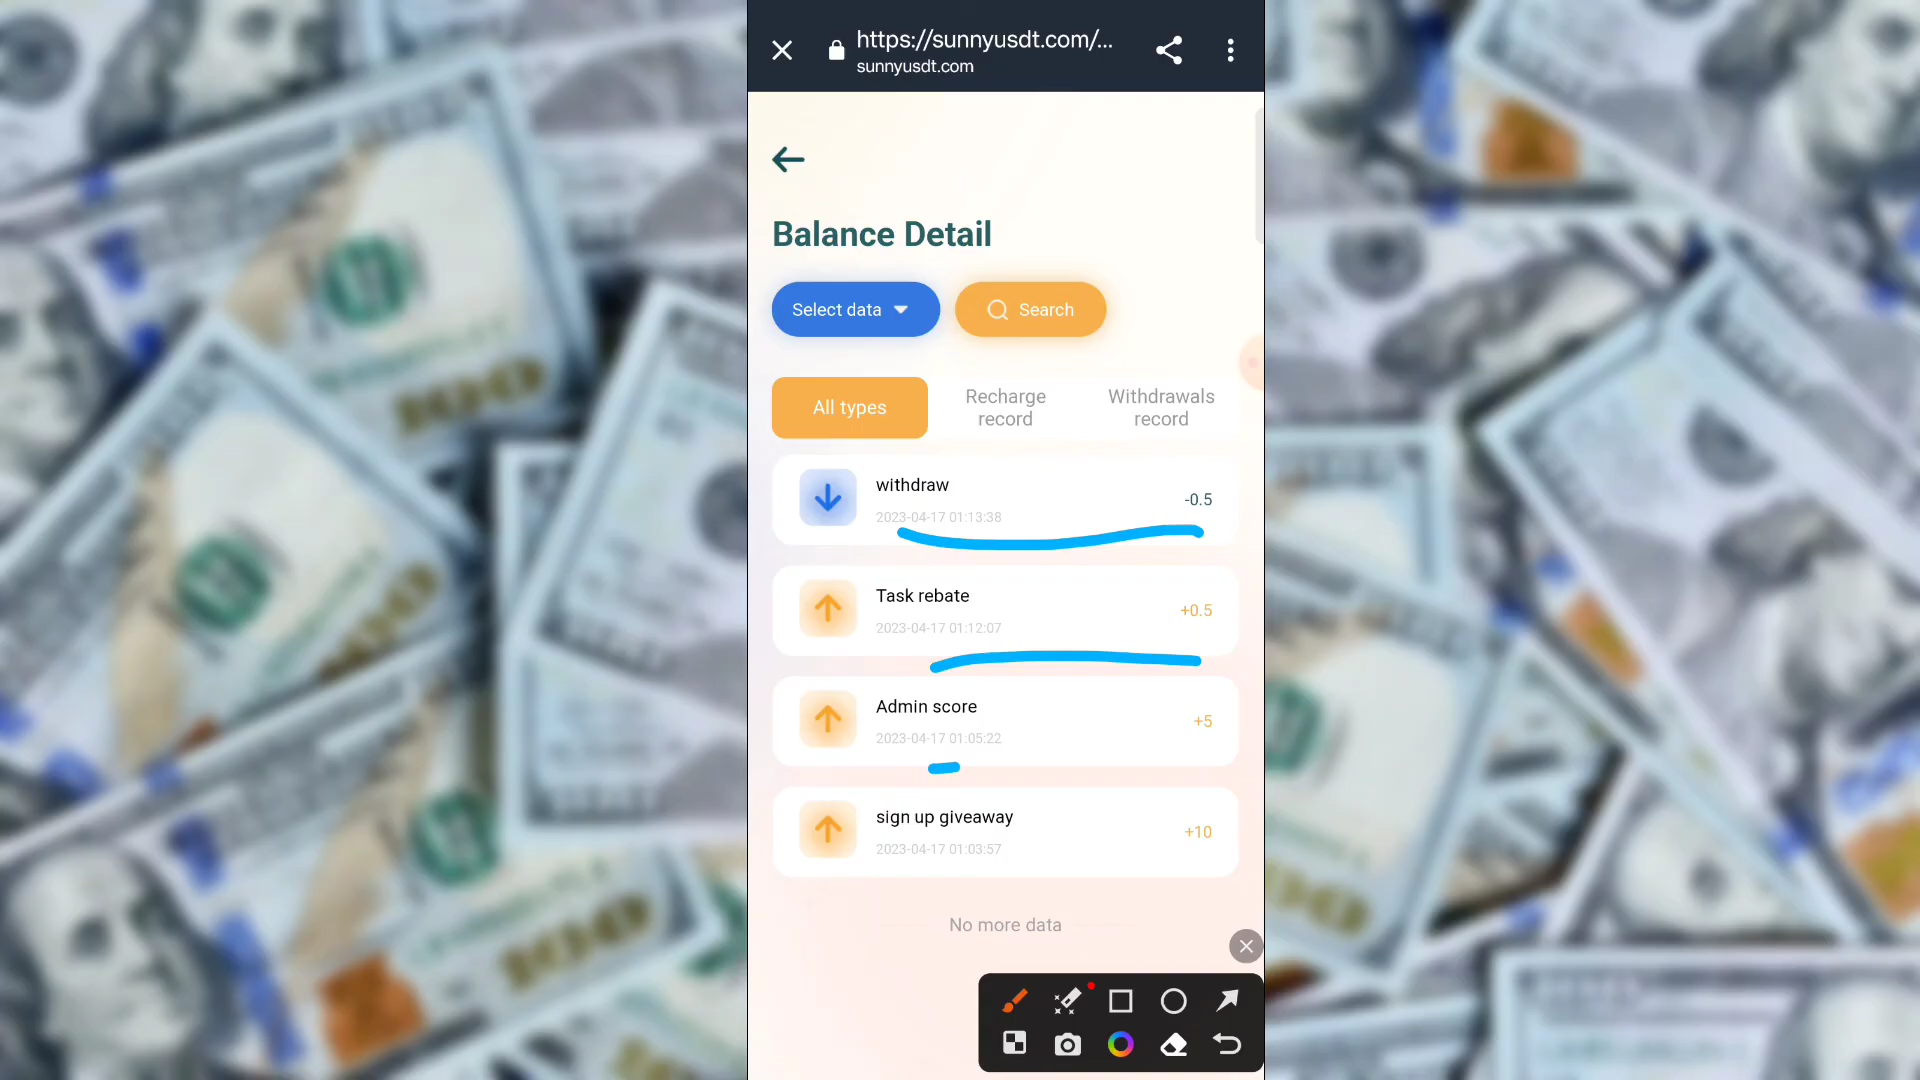 https://sunnyusdt.com/...
sunnyusdt.com
Balance Detail
Select data
Search
All types
Recharge
record
Withdrawals
record
withdraw
-0.5
2023-04-17 01:13:38
Task rebate
+0.5
2023-04-17 01:12:07
Admin score
+5
2023-04-17 01:05:22
sign up giveaway
+10
2023-04-17 01:03:57
No more data
100
100